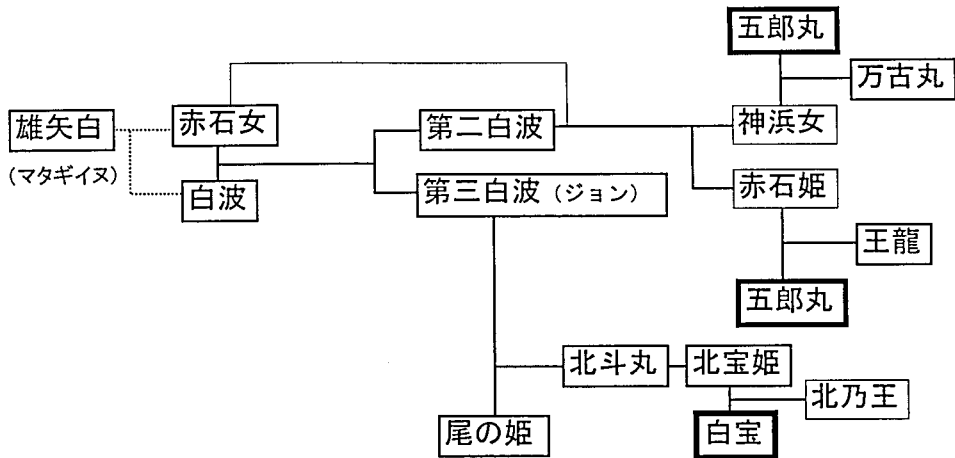 五郎丸
万古丸
雄矢白
赤石女
第二白波
神浜女
(マタギイヌ)
白波
第三白波（ジョン）
赤石姫
王龍
五郎丸
北斗丸
北宝姫
北乃王
尾の姫
白宝